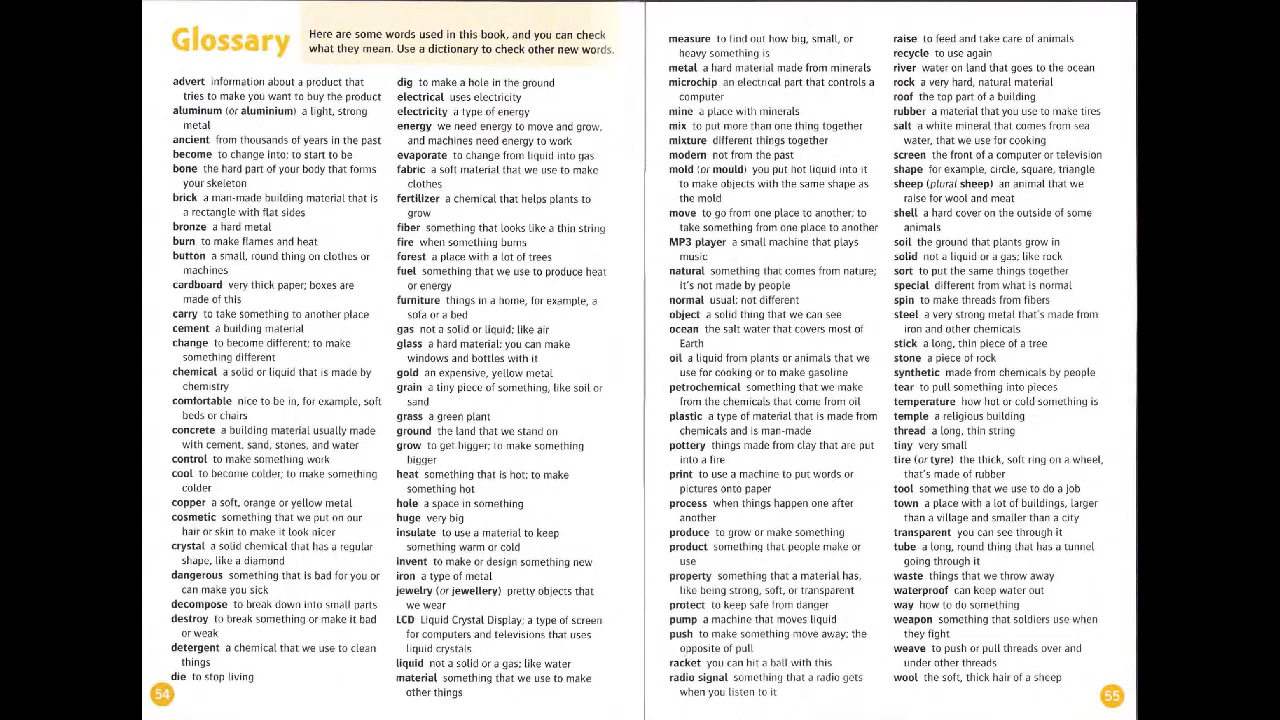 Glossary
Here are some words used in this book, and you can check
what they mean. Use a dictionary to check other new words.
advert information about a product that
tries to make you want to buy the product
aluminum (or aluminium) a light, strong
metal
ancient from thousands of years in the past
become to change into; to start to be
bone the hard part of your body that forms
your skeleton
brick a man-made building material that is
a rectangle with flat sides
bronze a hard metal
burn to make flames and heat
button a small, round thing on clothes or
machines
cardboard very thick paper; boxes are
made of this
carry to take something to another place
cement a building material
change to become different; to make
something different
chemical a solid or liquid that is made by
chemistry
comfortable nice to be in, for example, soft
beds or chairs
concrete a building material usually made
with cement, sand, stones, and water
control to make something work
cool to become colder; to make something
colder
copper a soft, orange or yellow metal
cosmetic something that we put on our
hair or skin to make it look nicer
crystal a solid chemical that has a regular
shape, like a diamond
dangerous something that is bad for you or
can make you sick
decompose to break down into small parts
destroy to break something or make it bad
or weak
detergent a chemical that we use to clean
things
die to stop living
54
dig to make a hole in the ground
electrical uses electricity
electricity a type of energy
energy we need energy to move and grow,
and machines need energy to work
evaporate to change from liquid into gas
fabric a soft material that we use to make
clothes
fertilizer a chemical that helps plants to
grow
fiber something that looks like a thin string
fire when something burns
forest a place with a lot of trees
fuel something that we use to produce heat
or energy
furniture things in a home, for example, a
sofa or a bed
gas not a solid or liquid; like air
glass a hard material; you can make
windows and bottles with it
gold an expensive, yellow metal
grain a tiny piece of something, like soil or
sand
grass a green plant
ground the land that we stand on
grow to get bigger; to make something
bigger
heat something that is hot; to make
something hot
hole a space in something
huge very big
insulate to use a material to keep
something warm or cold
invent to make or design something new
iron a type of metal
jewelry (or jewellery) pretty objects that
we wear
LCD Liquid Crystal Display; a type of screen
for computers and televisions that uses
liquid crystals
liquid not a solid or a gas; like water
material something that we use to make
other things
measure to find out how big, small, or
heavy something is
metal a hard material made from minerals
microchip an electrical part that controls a
computer
mine a place with minerals
mix to put more than one thing together
mixture different things together
modern not from the past
mold (or mould) you put hot liquid into it
to make objects with the same shape as
the mold
move to go from one place to another; to
take something from one place to another
MP3 player a small machine that plays
music
natural something that comes from nature;
it's not made by people
normal usual; not different
object a solid thing that we can see
ocean the salt water that covers most of
Earth
oil a liquid from plants or animals that we
use for cooking or to make gasoline
petrochemical something that we make
from the chemicals that come from oil
plastic a type of material that is made from
chemicals and is man-made
pottery things made from clay that are put
into a fire
print to use a machine to put words or
pictures onto paper
process when things happen one after
another
produce to grow or make something
product something that people make or
use
property something that a material has,
like being strong, soft, or transparent
protect to keep safe from danger
pump a machine that moves liquid
push to make something move away; the
opposite of pull
racket you can hit a ball with this
radio signal something that a radio gets
when you listen to it
raise to feed and take care of animals
recycle to use again
river water on land that goes to the ocean
rock a very hard, natural material
roof the top part of a building
rubber a material that you use to make tires
salt a white mineral that comes from sea
water, that we use for cooking
screen the front of a computer or television
shape for example, circle, square, triangle
sheep (plural sheep) an animal that we
raise for wool and meat
shell a hard cover on the outside of some
animals
soil the ground that plants grow in
solid not a liquid or a gas; like rock
sort to put the same things together
special different from what is normal
spin to make threads from fibers
steel a very strong metal that's made from
iron and other chemicals
stick a long, thin piece of a tree
stone a piece of rock
synthetic made from chemicals by people
tear to pull something into pieces
temperature how hot or cold something is
temple a religious building
thread a long, thin string
tiny very small
tire (or tyre) the thick, soft ring on a wheel,
that's made of rubber
tool something that we use to do a job
town a place with a lot of buildings, larger
than a village and smaller than a city
transparent you can see through it
tube a long, round thing that has a tunnel
going through it
waste things that we throw away
waterproof can keep water out
way how to do something
weapon something that soldiers use when
they fight
weave to push or pull threads over and
under other threads
wool the soft, thick hair of a sheep
55